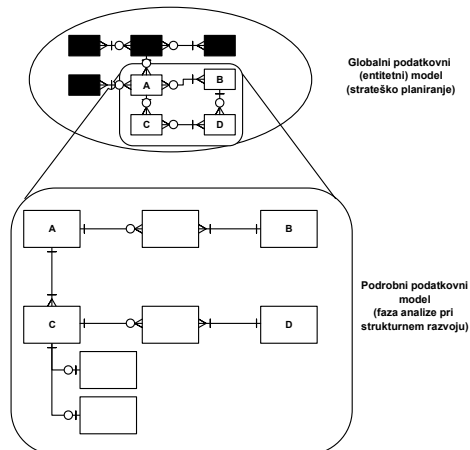 Globalni podatkovni
(entitetni) model
(strateško planiranje)
A
B
C
D
A
B
Podrobni podatkovni
model
(faza analize pri
strukturnem razvoju)
C
D